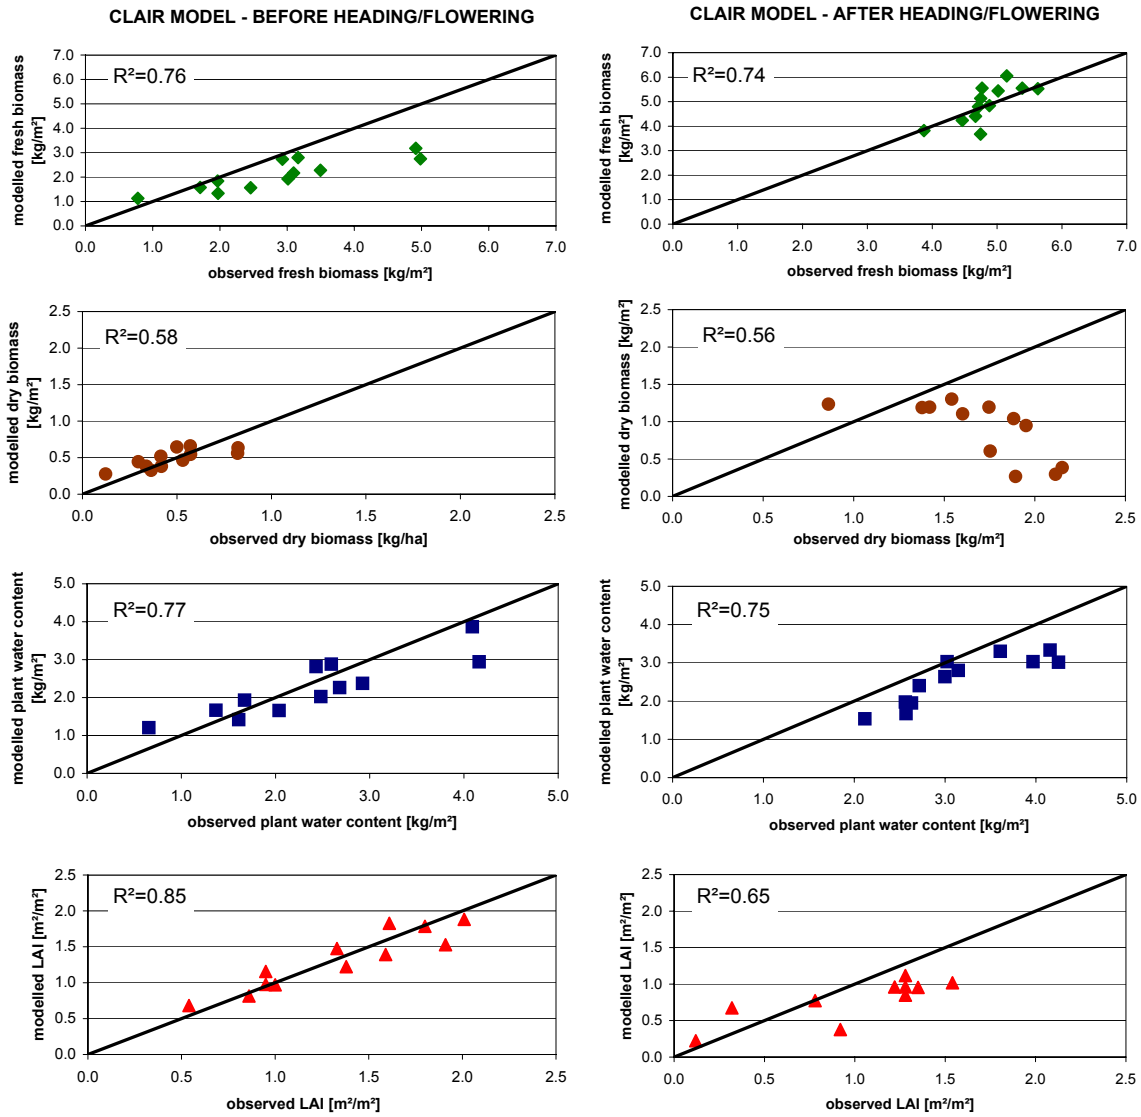 CLAIR MODEL - BEFORE HEADING/FLOWERING
modelled fresh biomass
[kg/m²]
7.0
6.0
5.0
4.0
3.0
2.0
1.0
0.0
R²=0.76
0.0 1.0 2.0 3.0 4.0 5.0 6.0 7.0
observed fresh biomass [kg/m²]
CLAIR MODEL - AFTER HEADING/FLOWERING
modelled fresh biomass
[kg/m²]
7.0
6.0
5.0
4.0
3.0
2.0
1.0
0.0
R²=0.74
0.0 1.0 2.0 3.0 4.0 5.0 6.0 7.0
observed fresh biomass [kg/m²]
modelled dry biomass
[kg/m²]
2.5
2.0
1.5
1.0
0.5
0.0
R²=0.58
0.0 0.5 1.0 1.5 2.0 2.5
observed dry biomass [kg/ha]
modelled dry biomass [kg/m²]
2.5
2.0
1.5
1.0
0.5
0.0
R²=0.56
0.0 0.5 1.0 1.5 2.0 2.5
observed dry biomass [kg/m²]
modelled plant water content
[kg/m²]
5.0
4.0
3.0
2.0
1.0
0.0
R²=0.77
0.0 1.0 2.0 3.0 4.0 5.0
observed plant water content [kg/m²]
modelled plant water content
[kg/m²]
5.0
4.0
3.0
2.0
1.0
0.0
R²=0.75
0.0 1.0 2.0 3.0 4.0 5.0
observed plant water content [kg/m²]
modelled LAI [m²/m²]
2.5
2.0
1.5
1.0
0.5
0.0
R²=0.85
0.0 0.5 1.0 1.5 2.0 2.5
observed LAI [m²/m²]
modelled LAI [m²/m²]
2.5
2.0
1.5
1.0
0.5
0.0
R²=0.65
0.0 0.5 1.0 1.5 2.0 2.5
observed LAI [m²/m²]